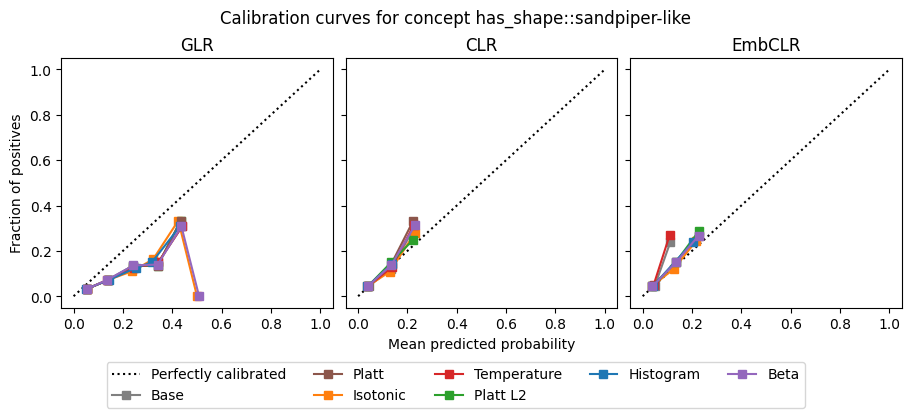 Calibration curves for concept has_shape::sandpiper-like
GLR
CLR
EmbCLR
Fraction of positives
1.0
0.8
0.6
0.4
0.2
0.0
0.0 0.2 0.4 0.6 0.8 1.0
0.0 0.2 0.4 0.6 0.8 1.0
0.0 0.2 0.4 0.6 0.8 1.0
Mean predicted probability
Perfectly calibrated
Base
Platt
Isotonic
Temperature
Platt L2
Histogram
Beta